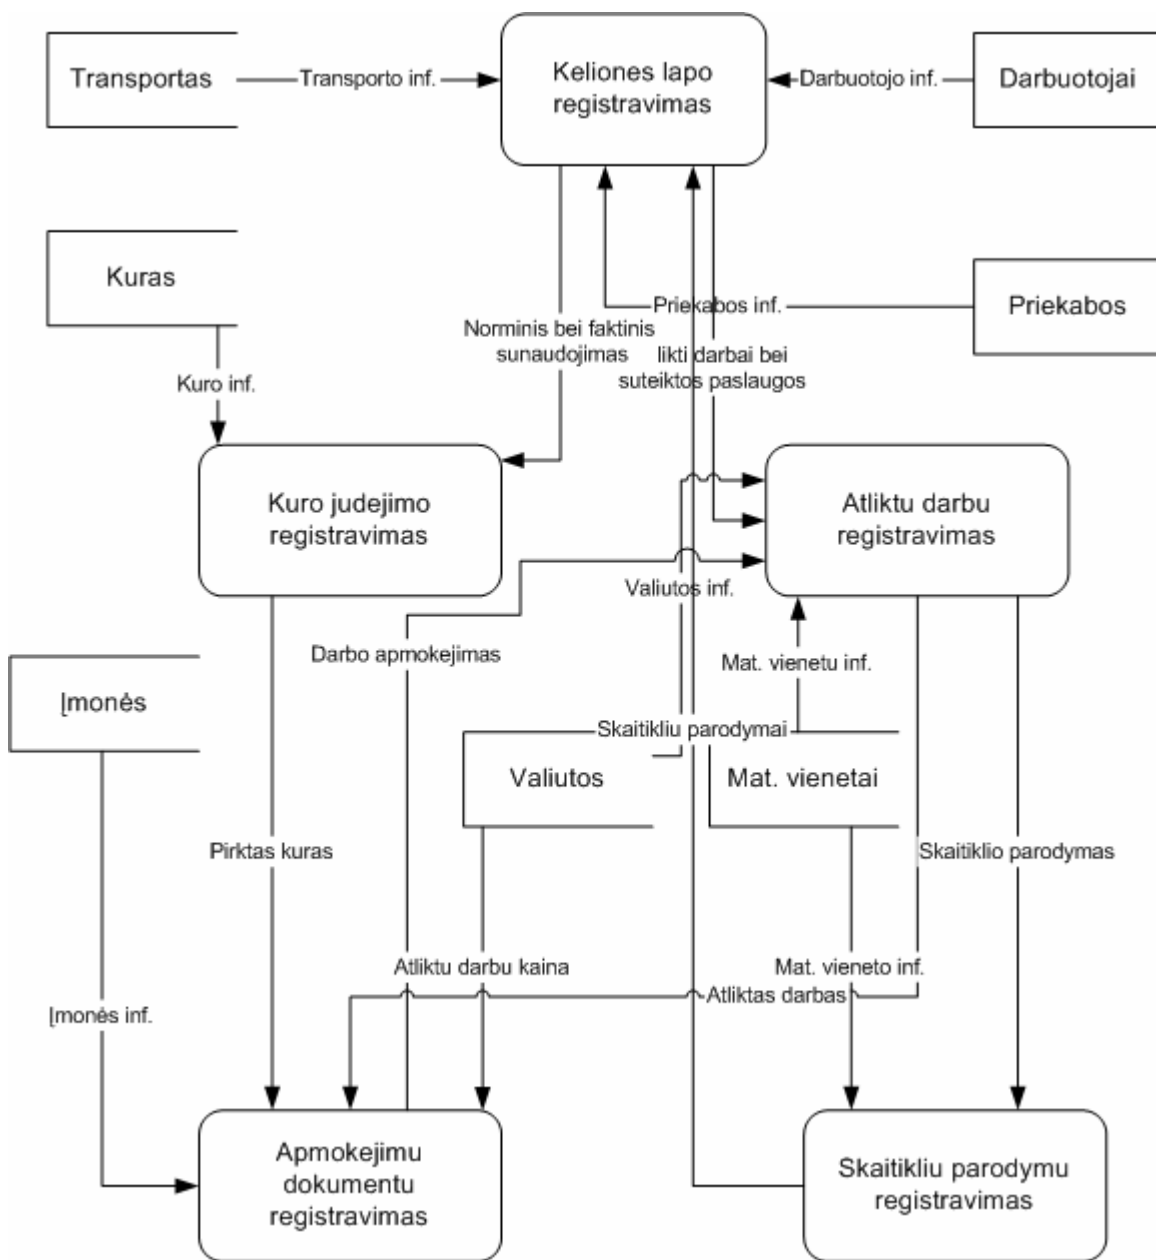 Transportas
Transporto inf.
Keliones lapo
registravimas
Darbuotojo inf.
Darbuotojai
Kuras
Priekabos inf.
Priekabos
Norminis bei faktinis
sunaudojimas
likti darbai bei
suteiktos paslaugos
Kuro inf.
Kuro judejimo
registravimas
Atliktu darbu
registravimas
Valiutos inf.
Darbo apmokejimas
Mat. vienetu inf.
Įmonės
Skaitikliu parodymai
Valiutos
Mat. vienetai
Pirktas kuras
Skaitiklio parodymas
Atliktu darbu kaina
Mat. vieneto inf.
Atliktas darbas
Įmonės inf.
Apmokejimu
dokumentu
registravimas
Skaitikliu parodymu
registravimas